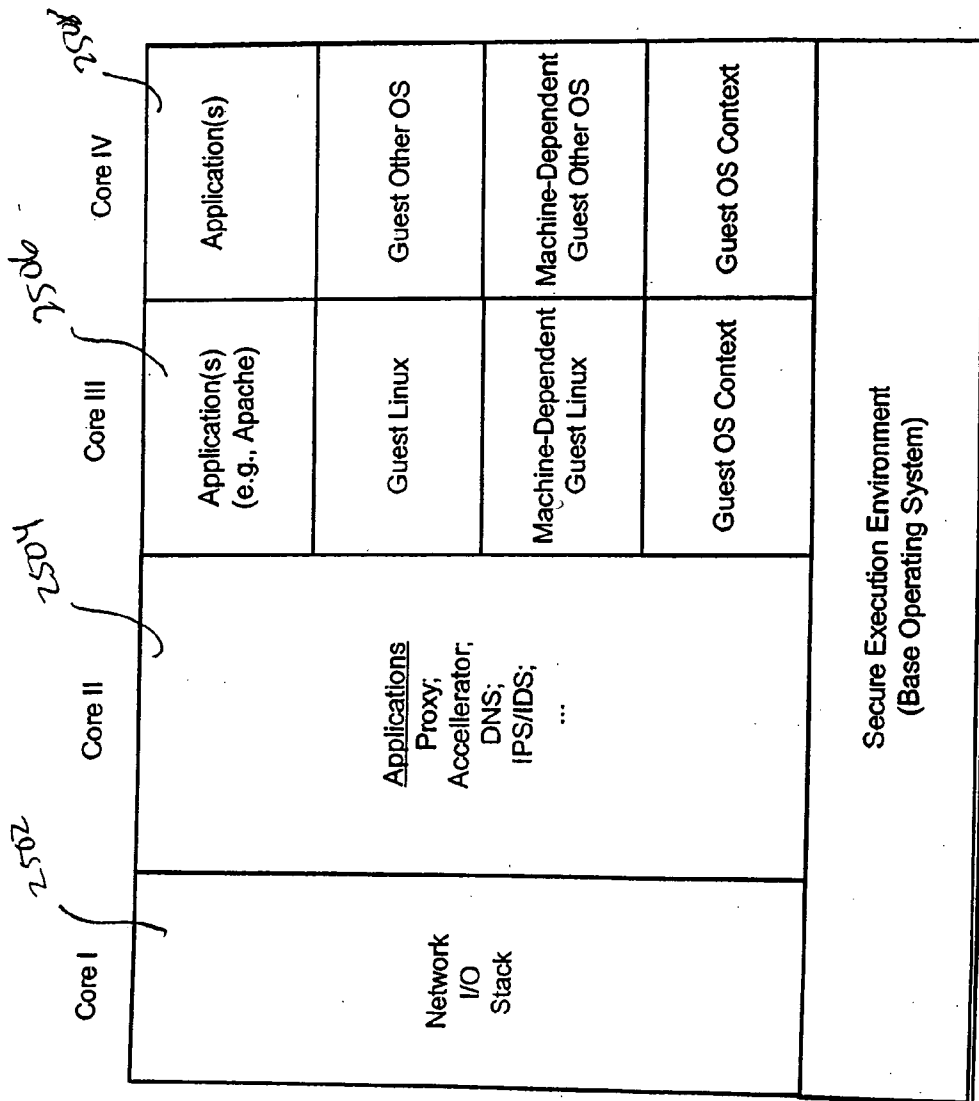 2502
2504
2506
2508
Core I
Core II
Core III
Core IV
Network
I/O
Stack
Applications
Proxy;
Accellerator;
DNS;
IPS/IDS;
...
Application(s)
(e.g., Apache)
Guest Linux
Machine-Dependent
Guest Linux
Guest OS Context
Application(s)
Guest Other OS
Machine-Dependent
Guest Other OS
Guest OS Context
Secure Execution Environment
(Base Operating System)